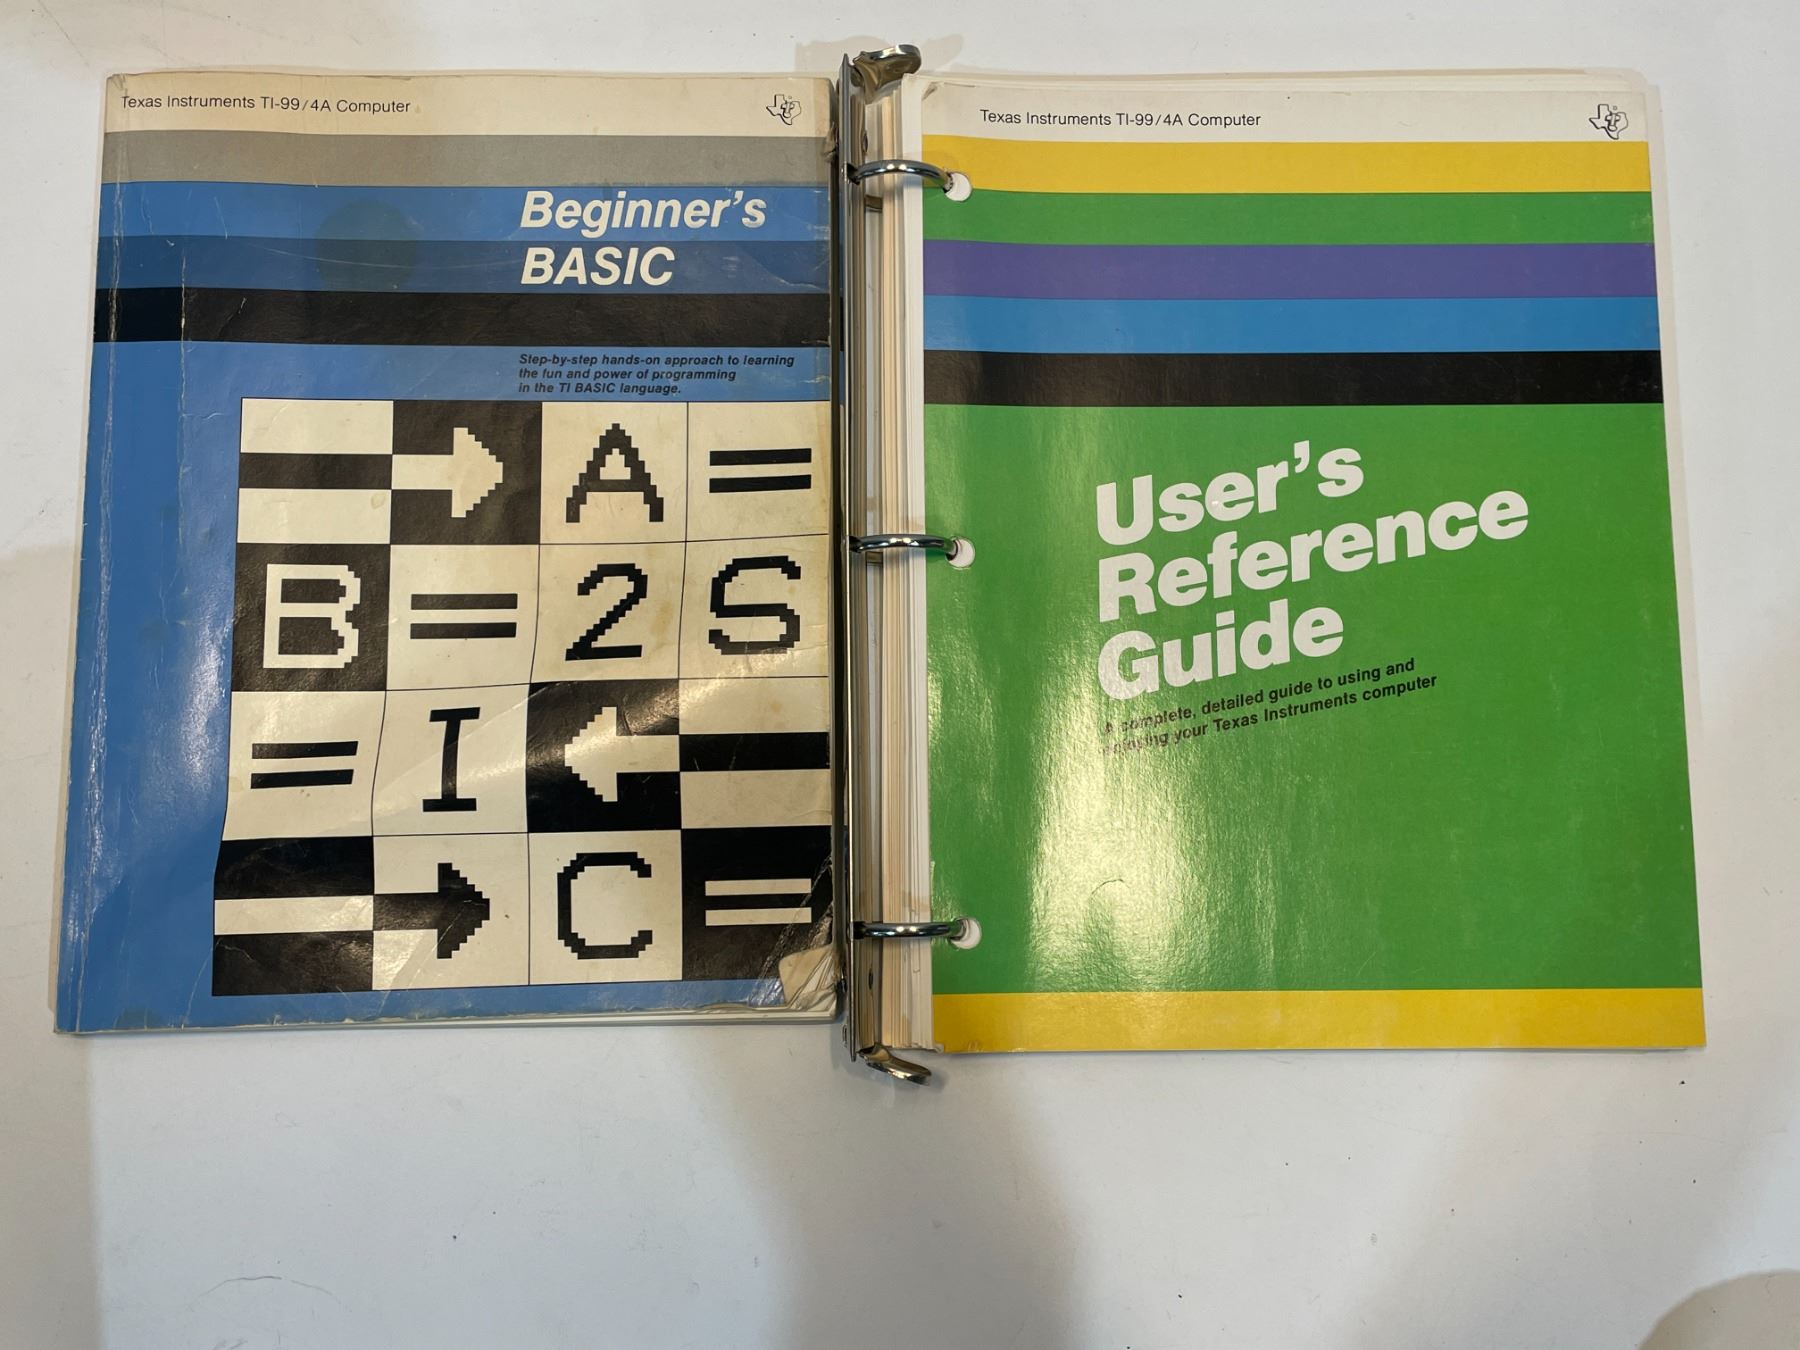 Texas Instruments TI-99/4A Computer
Beginner's
BASIC
Step-by-step hands-on approach to learning
the fun and power of programming
in the TI BASIC language.
→ A =
B = 2 S
= I ←
→ C =
Texas Instruments TI-99/4A Computer
User's
Reference
Guide
A complete, detailed guide to using and
enjoying your Texas Instruments computer